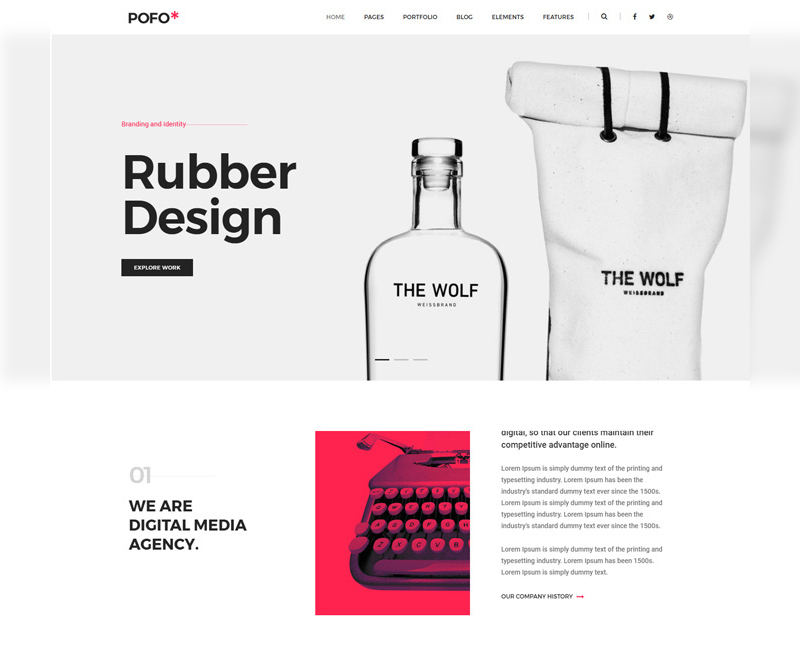 POFO*
HOME PAGES PORTFOLIO BLOG ELEMENTS FEATURES
Branding and identity
Rubber
Design
EXPLORE WORK
THE WOLF
WEISSBRAND
THE WOLF
WEISSBRAND
01
WE ARE
DIGITAL MEDIA
AGENCY.
digital, so that our clients maintain their
competitive advantage online.
Lorem Ipsum is simply dummy text of the printing and
typesetting industry. Lorem Ipsum has been the
industry's standard dummy text ever since the 1500s.
Lorem Ipsum is simply dummy text of the printing and
typesetting industry. Lorem Ipsum has been the
industry's standard dummy text ever since the 1500s.
Lorem Ipsum is simply dummy text of the printing and
typesetting industry. Lorem Ipsum has been 1500s.
Lorem Ipsum is simply dummy text.
OUR COMPANY HISTORY